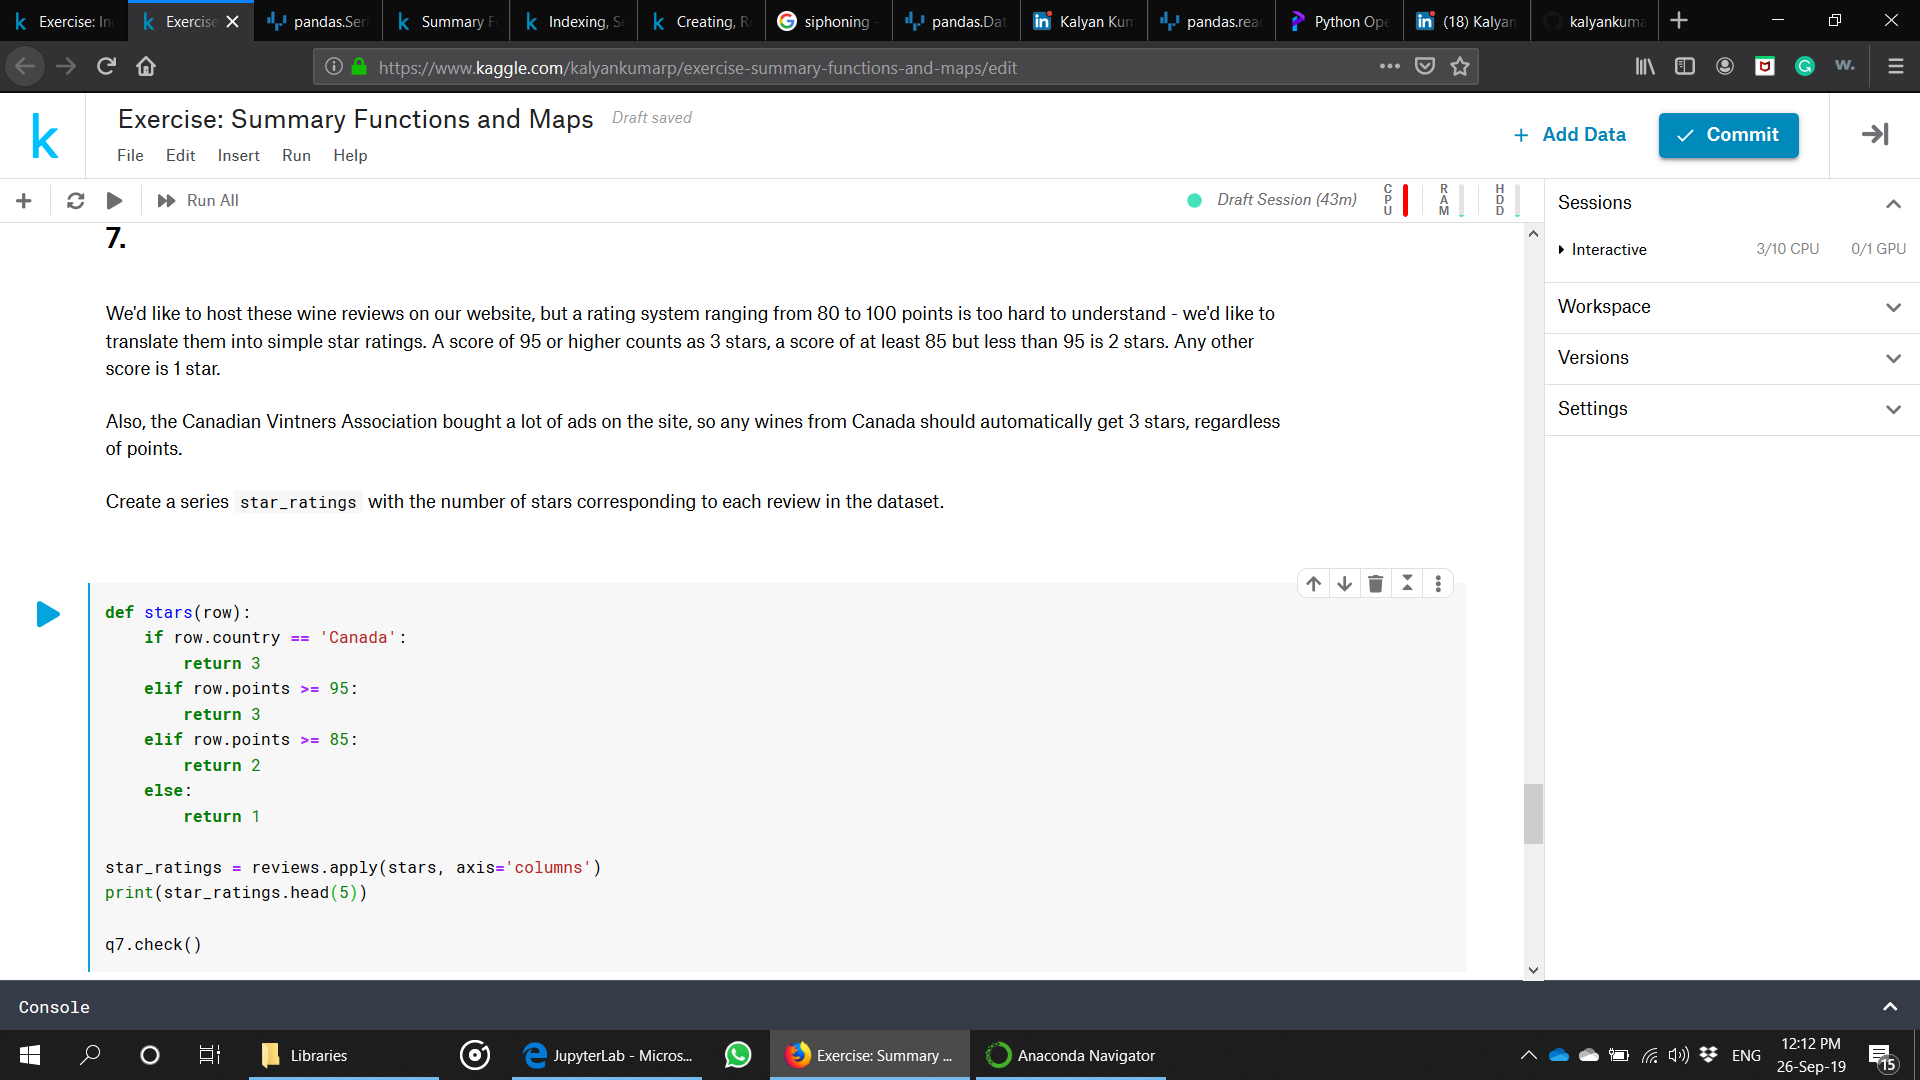 Exercise: In
Exercise
pandas.Seri
Summary F
Indexing, Se
Creating, R
siphoning -
pandas.Dat
Kalyan Kum
pandas.read
Python Ope
(18) Kalyan
kalyankuma
https://www.kaggle.com/kalyankumarp/exercise-summary-functions-and-maps/edit
w.
k
Exercise: Summary Functions and Maps
Draft saved
File Edit Insert Run Help
+ Add Data
Commit
Run All
Draft Session (43m)
CPU
RAM
HDD
Sessions
Interactive 3/10 CPU 0/1 GPU
Workspace
Versions
Settings
7.
We'd like to host these wine reviews on our website, but a rating system ranging from 80 to 100 points is too hard to understand - we'd like to
translate them into simple star ratings. A score of 95 or higher counts as 3 stars, a score of at least 85 but less than 95 is 2 stars. Any other
score is 1 star.
Also, the Canadian Vintners Association bought a lot of ads on the site, so any wines from Canada should automatically get 3 stars, regardless
of points.
Create a series star_ratings with the number of stars corresponding to each review in the dataset.
def stars(row):
    if row.country == 'Canada':
        return 3
    elif row.points >= 95:
        return 3
    elif row.points >= 85:
        return 2
    else:
        return 1
star_ratings = reviews.apply(stars, axis='columns')
print(star_ratings.head(5))
q7.check()
Console
Libraries
JupyterLab - Micros...
Exercise: Summary ...
Anaconda Navigator
ENG
12:12 PM
26-Sep-19
15